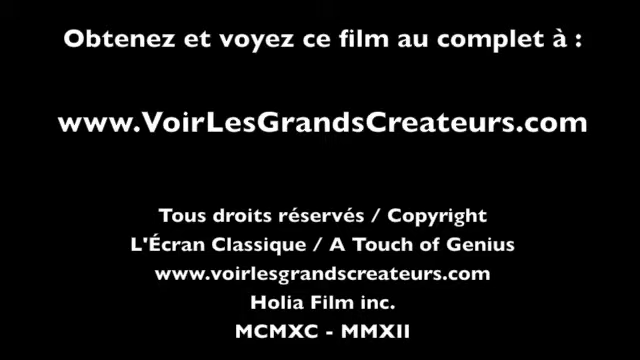 Obtenez et voyez ce film au complet à :
www.VoirLesGrandsCreateurs.com
Tous droits réservés / Copyright
L'Écran Classique / A Touch of Genius
www.voirlesgrandscreateurs.com
Holia Film inc.
MCMXC - MMXII